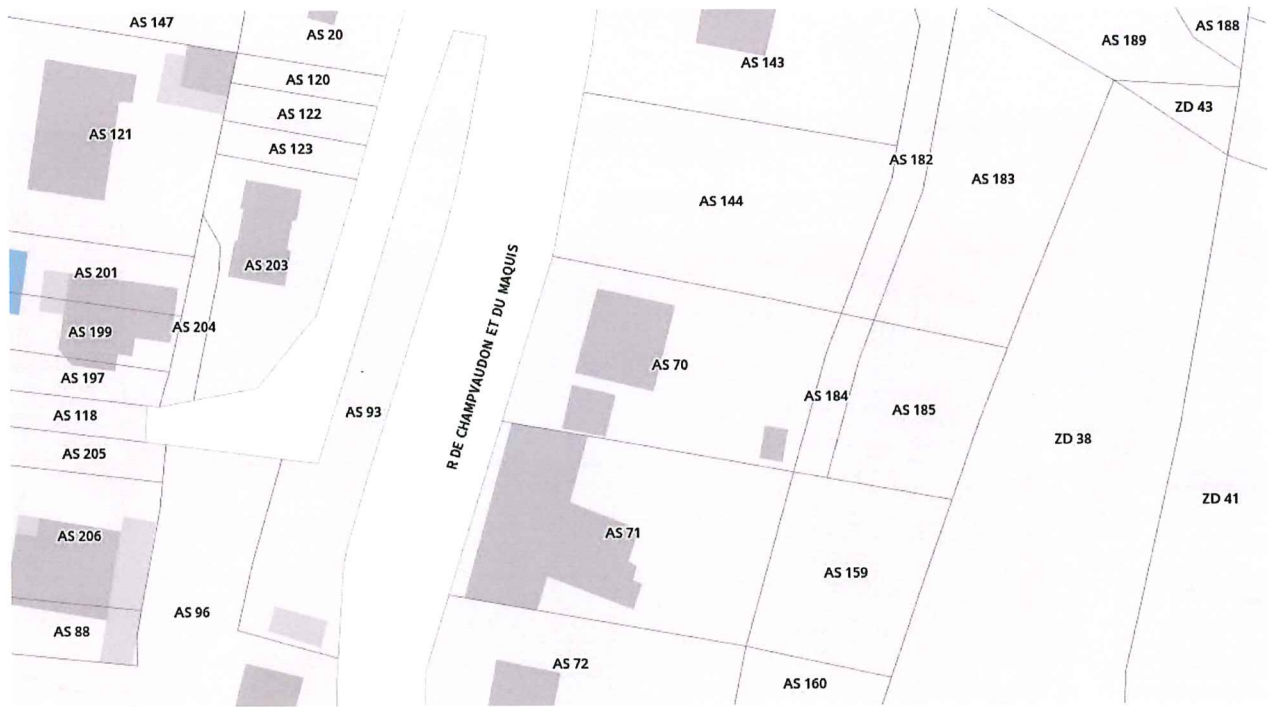 AS 147
AS 20
AS 188
AS 189
AS 143
AS 120
ZD 43
AS 122
AS 121
AS 123
AS 182
AS 183
AS 144
AS 203
AS 201
AS 204
AS 199
R DE CHAMPVAUDON ET DU MAQUIS
AS 70
AS 197
AS 184
AS 185
AS 118
AS 93
ZD 38
AS 205
ZD 41
AS 206
AS 71
AS 159
AS 96
AS 88
AS 72
AS 160